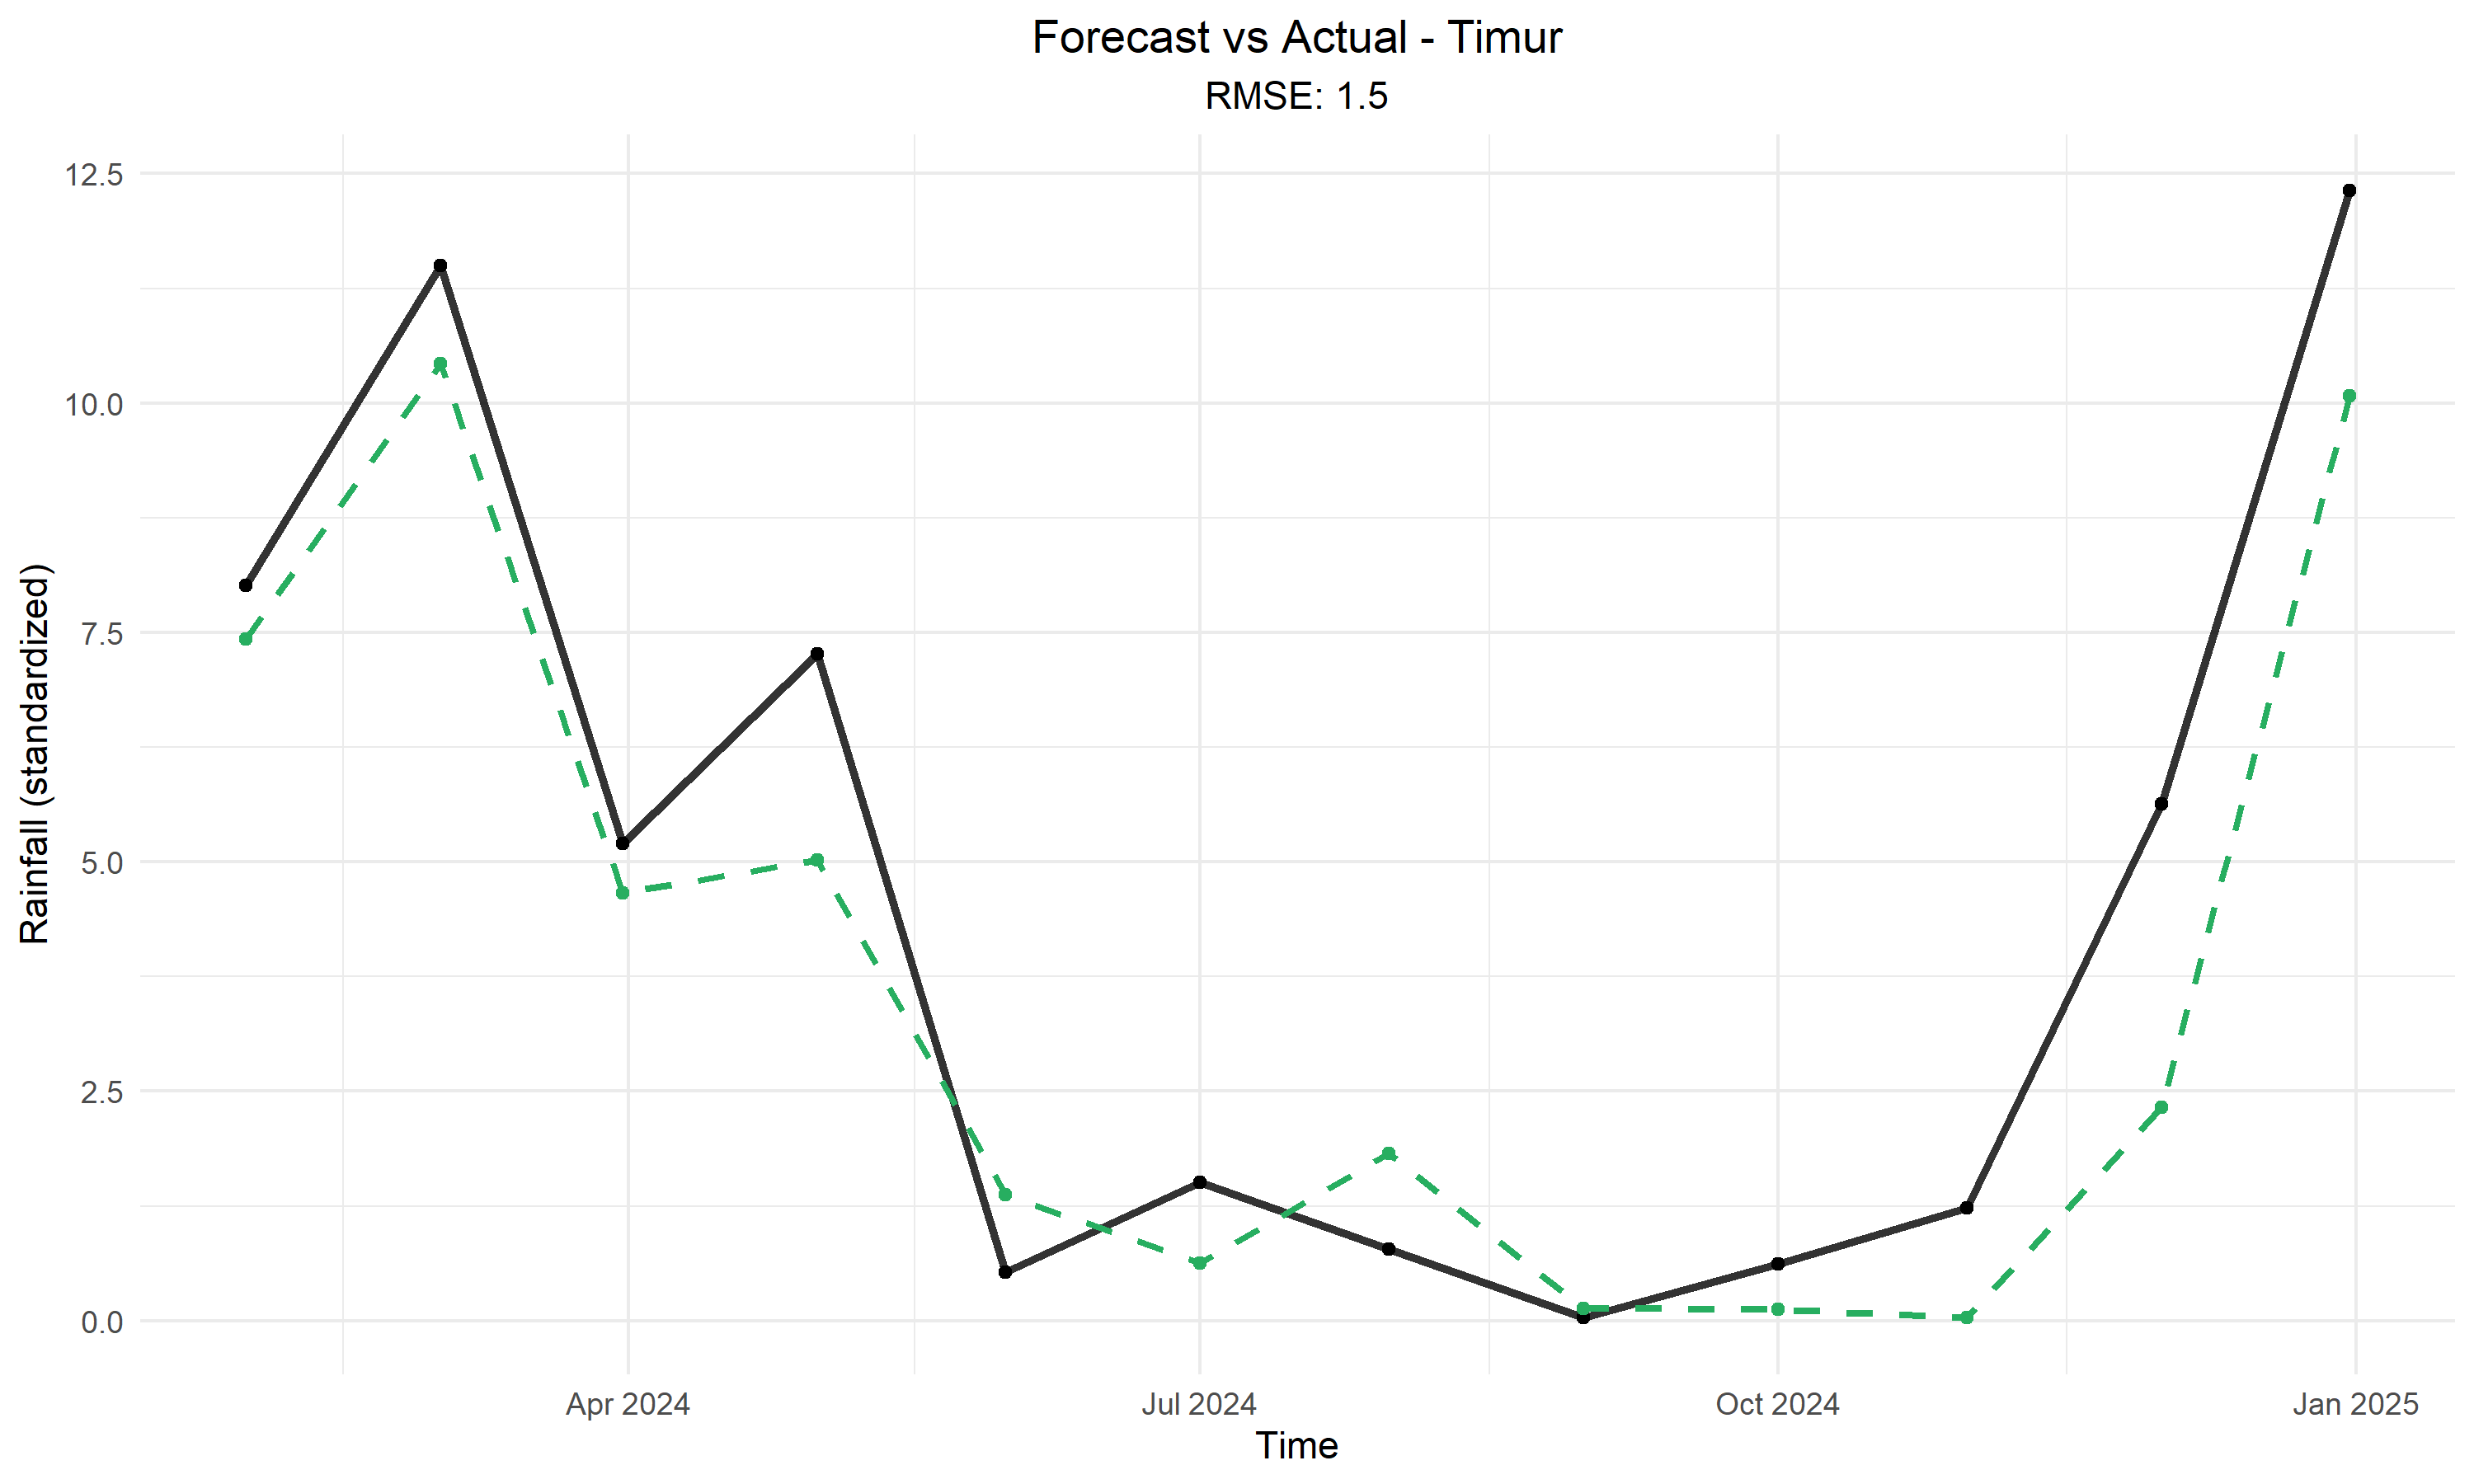 Forecast vs Actual - Timur
RMSE: 1.5
Rainfall (standardized)
12.5
10.0
7.5
5.0
2.5
0.0
Apr 2024
Jul 2024
Oct 2024
Jan 2025
Time